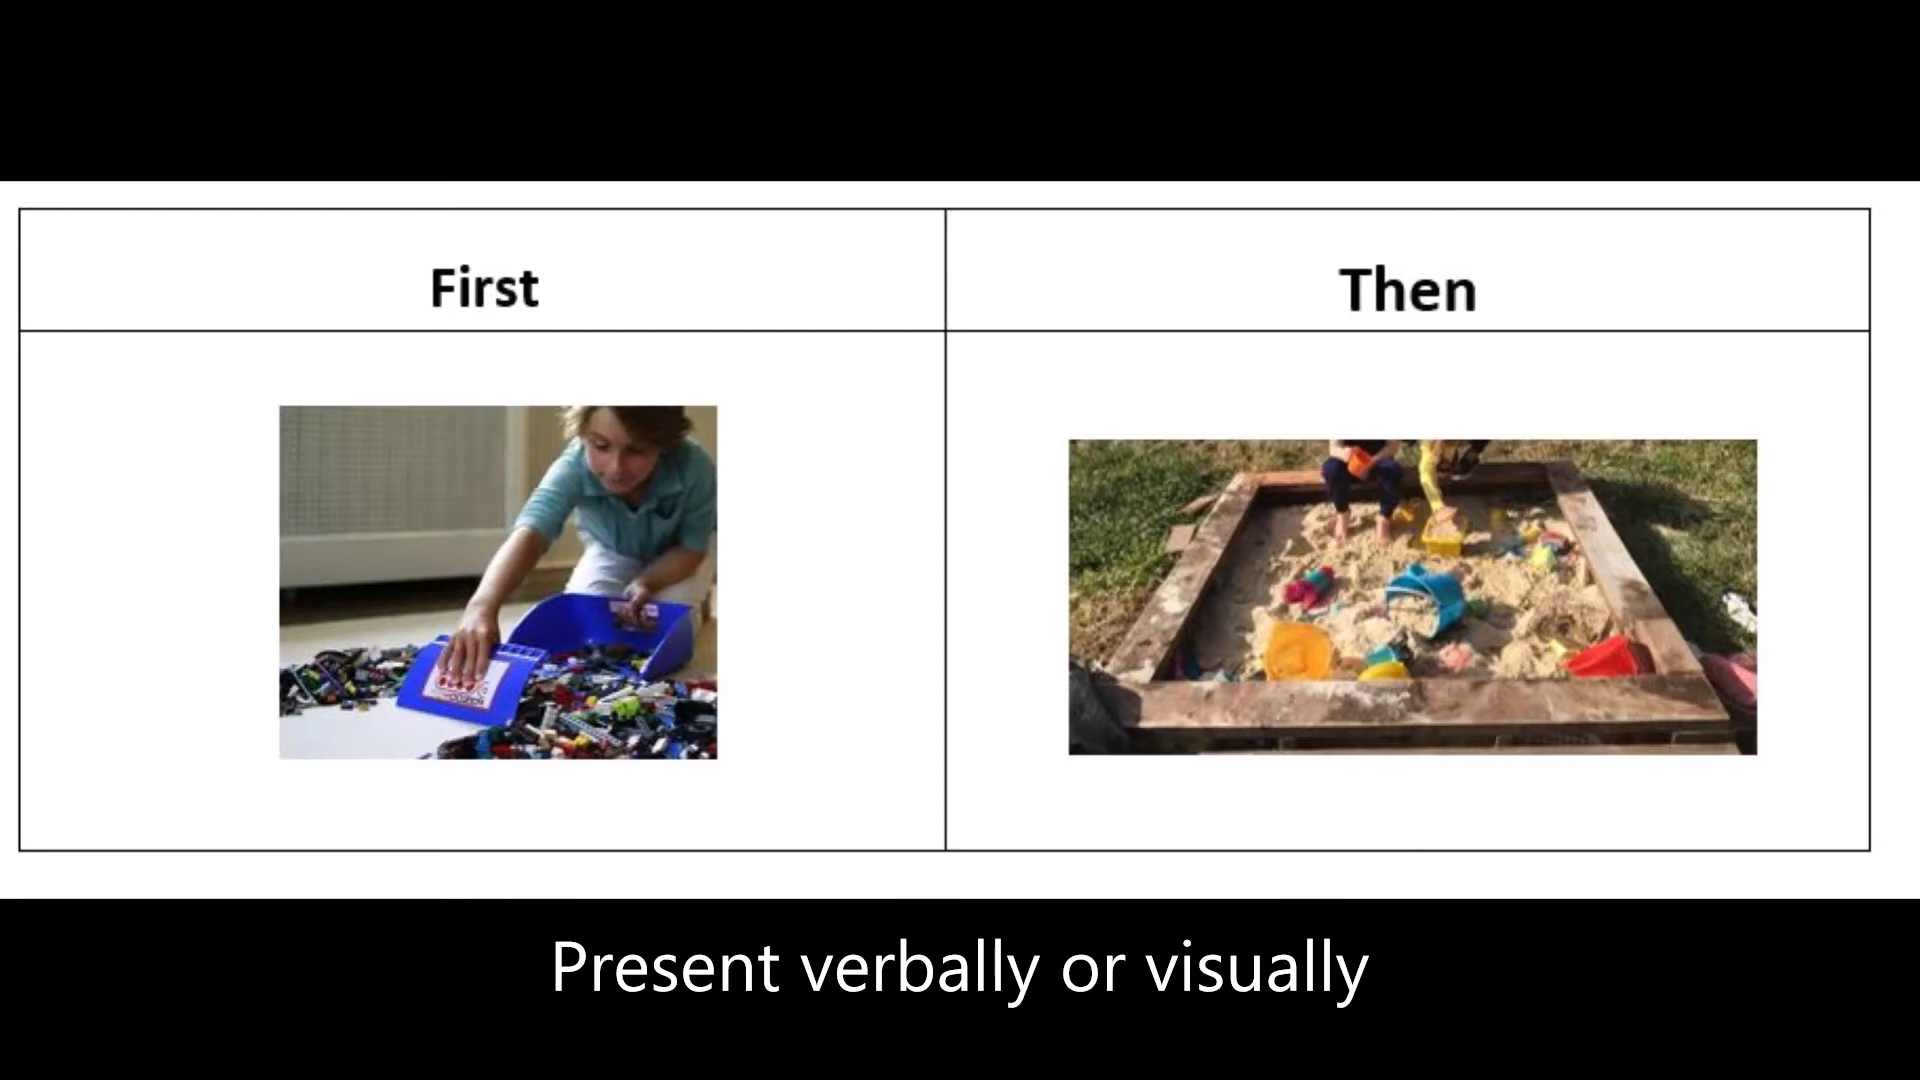 First
Then
Present verbally or visually